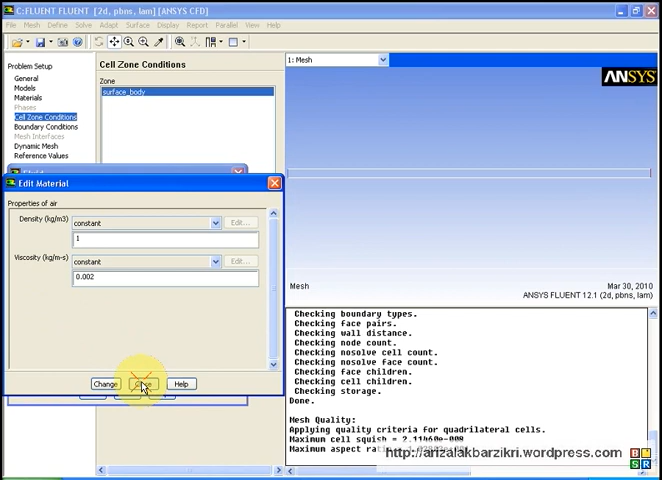 C:FLUENT FLUENT [2d, pbns, lam] [ANSYS CFD]
File Mesh Define Solve Adapt Surface Display Report Parallel View Help
Problem Setup
General
Models
Materials
Phases
Cell Zone Conditions
Boundary Conditions
Mesh Interfaces
Dynamic Mesh
Reference Values
Cell Zone Conditions
Zone
surface_body
1: Mesh
ANSYS
Edit Material
Properties of air
Density (kg/m3)
constant
Edit...
1
Viscosity (kg/m-s)
constant
Edit...
0.002
Change
Close
Help
Mesh
Mar 30, 2010
ANSYS FLUENT 12.1 (2d, pbns, lam)
Checking boundary types.
Checking face pairs.
Checking wall distance.
Checking node count.
Checking nosolve cell count.
Checking nosolve face count.
Checking face children.
Checking cell children.
Checking storage.
Done.
Mesh Quality:
Applying quality criteria for quadrilateral cells.
Maximum cell squish = 2.11460e-008
Maximum aspect
http://arizalakbarzikri.wordpress.com